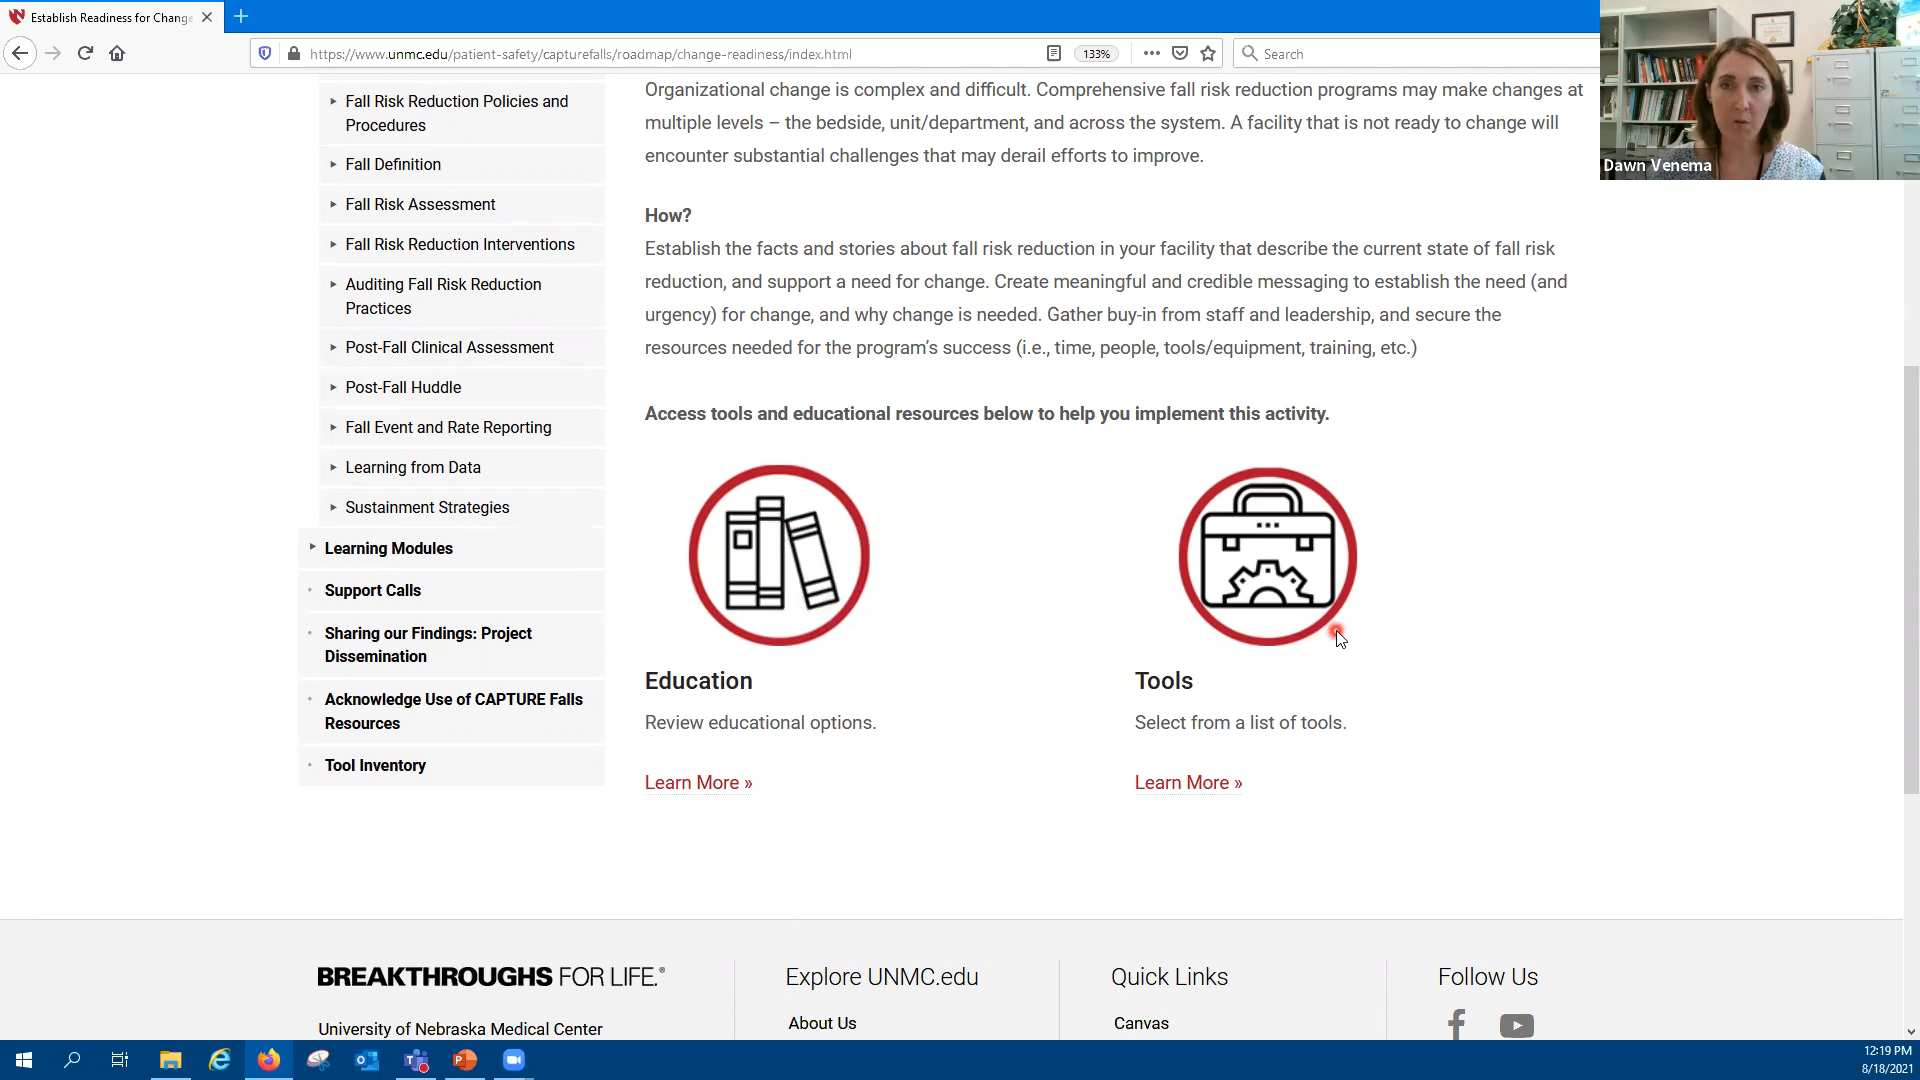 Establish Readiness for Change
https://www.unmc.edu/patient-safety/capturefalls/roadmap/change-readiness/index.html
133%
Search
Dawn Venema
Fall Risk Reduction Policies and
Procedures
Fall Definition
Fall Risk Assessment
Fall Risk Reduction Interventions
Auditing Fall Risk Reduction
Practices
Post-Fall Clinical Assessment
Post-Fall Huddle
Fall Event and Rate Reporting
Learning from Data
Sustainment Strategies
Learning Modules
Support Calls
Sharing our Findings: Project
Dissemination
Acknowledge Use of CAPTURE Falls
Resources
Tool Inventory
Organizational change is complex and difficult. Comprehensive fall risk reduction programs may make changes at
multiple levels – the bedside, unit/department, and across the system. A facility that is not ready to change will
encounter substantial challenges that may derail efforts to improve.
How?
Establish the facts and stories about fall risk reduction in your facility that describe the current state of fall risk
reduction, and support a need for change. Create meaningful and credible messaging to establish the need (and
urgency) for change, and why change is needed. Gather buy-in from staff and leadership, and secure the
resources needed for the program's success (i.e., time, people, tools/equipment, training, etc.)
Access tools and educational resources below to help you implement this activity.
Education
Review educational options.
Learn More »
Tools
Select from a list of tools.
Learn More »
BREAKTHROUGHS FOR LIFE.®
University of Nebraska Medical Center
Explore UNMC.edu
About Us
Quick Links
Canvas
Follow Us
12:19 PM
8/18/2021